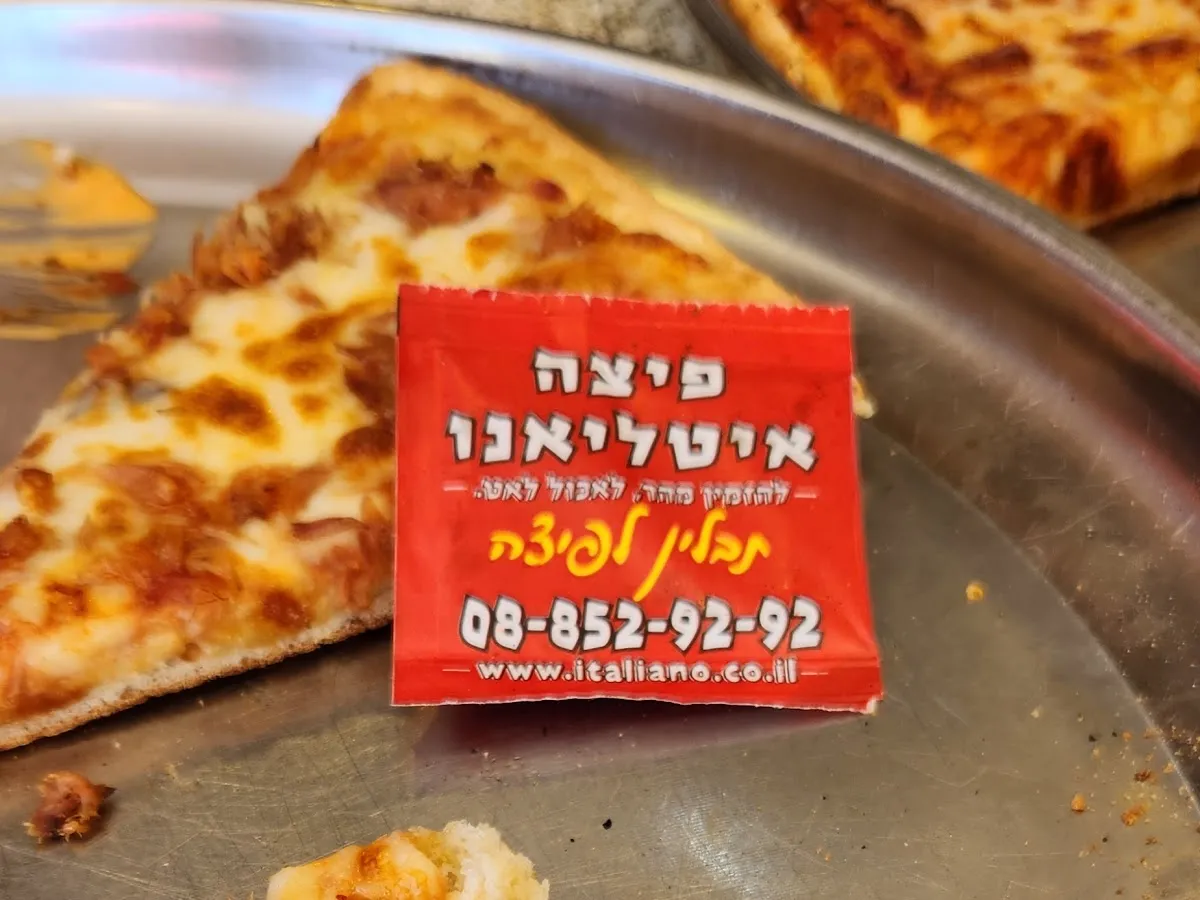 פיצה
איטליאנו
להזמין מהר, לאכול לאט.
תבלין לפיצה
08-852-92-92
www.italiano.co.il